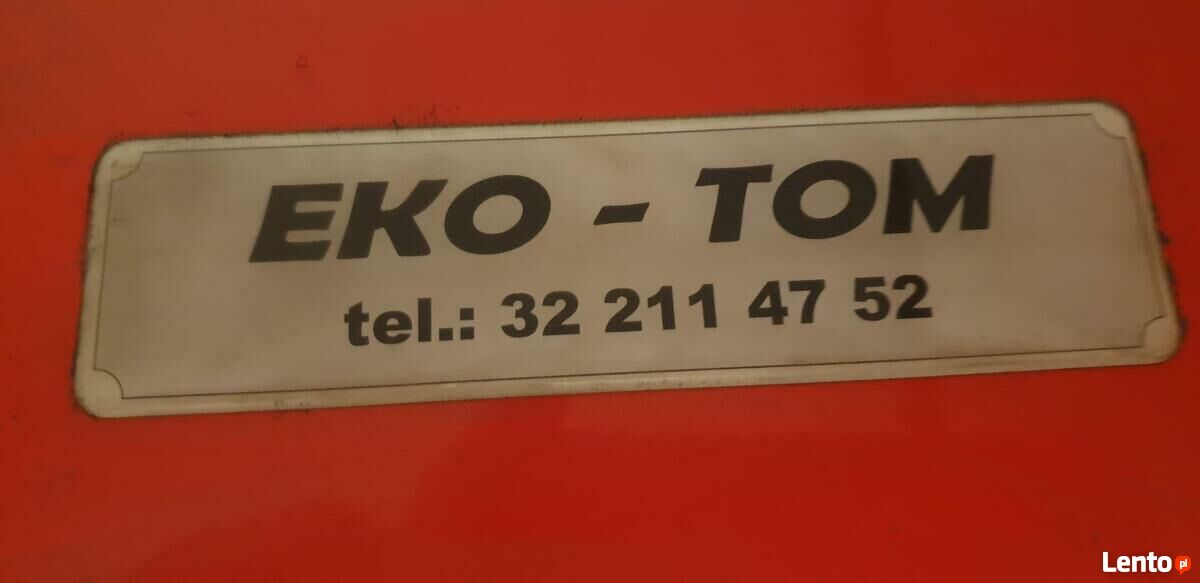 EKO - TOM
tel.: 32 211 47 52
Lento.pl